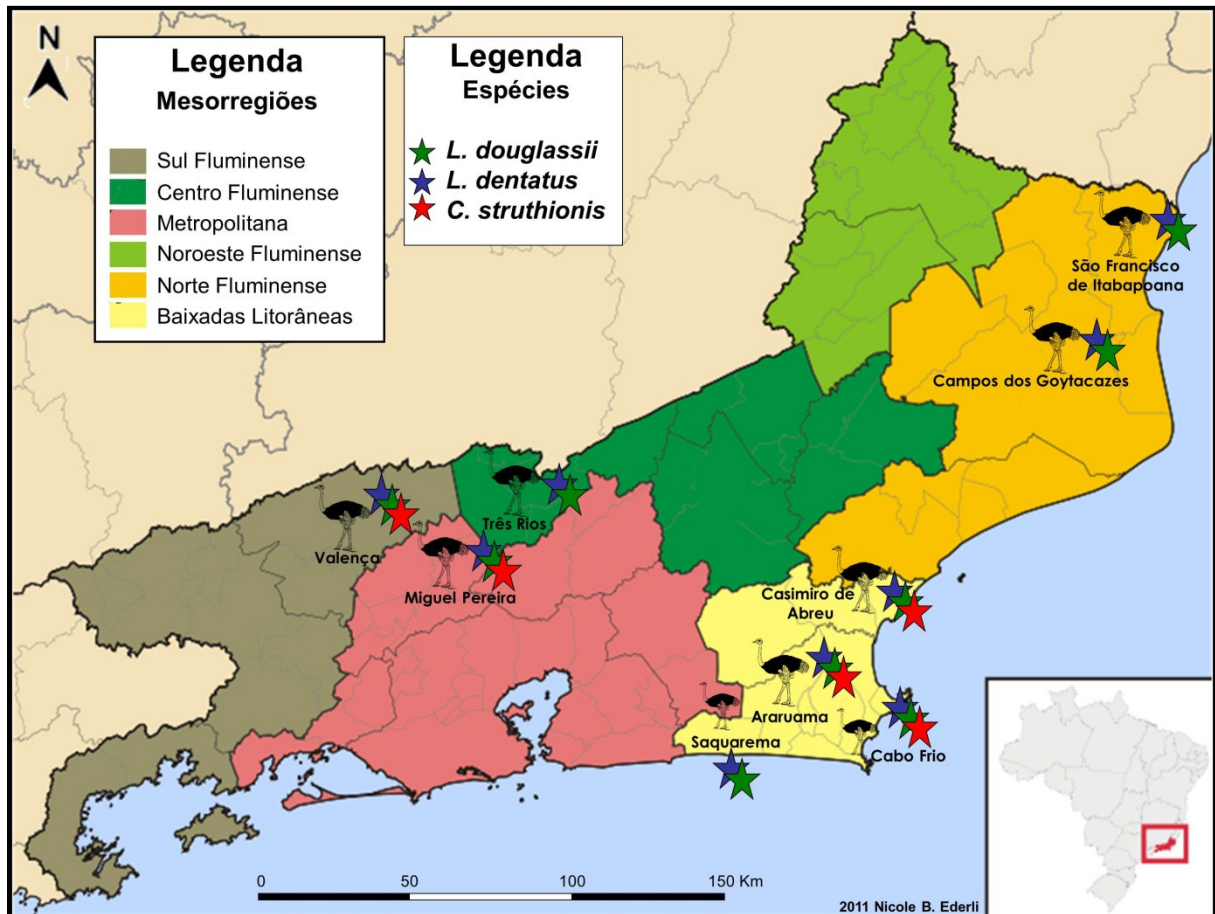 N
Legenda
Mesorregiões
Sul Fluminense
Centro Fluminense
Metropolitana
Noroeste Fluminense
Norte Fluminense
Baixadas Litorâneas
Legenda
Espécies
L. douglassii
L. dentatus
C. struthionis
São Francisco
de Itabapoana
Campos dos Goytacazes
Três Rios
Valença
Miguel Pereira
Casimiro de
Abreu
Araruama
Saquarema
Cabo Frio
0 50 100 150 Km
2011 Nicole B. Ederli